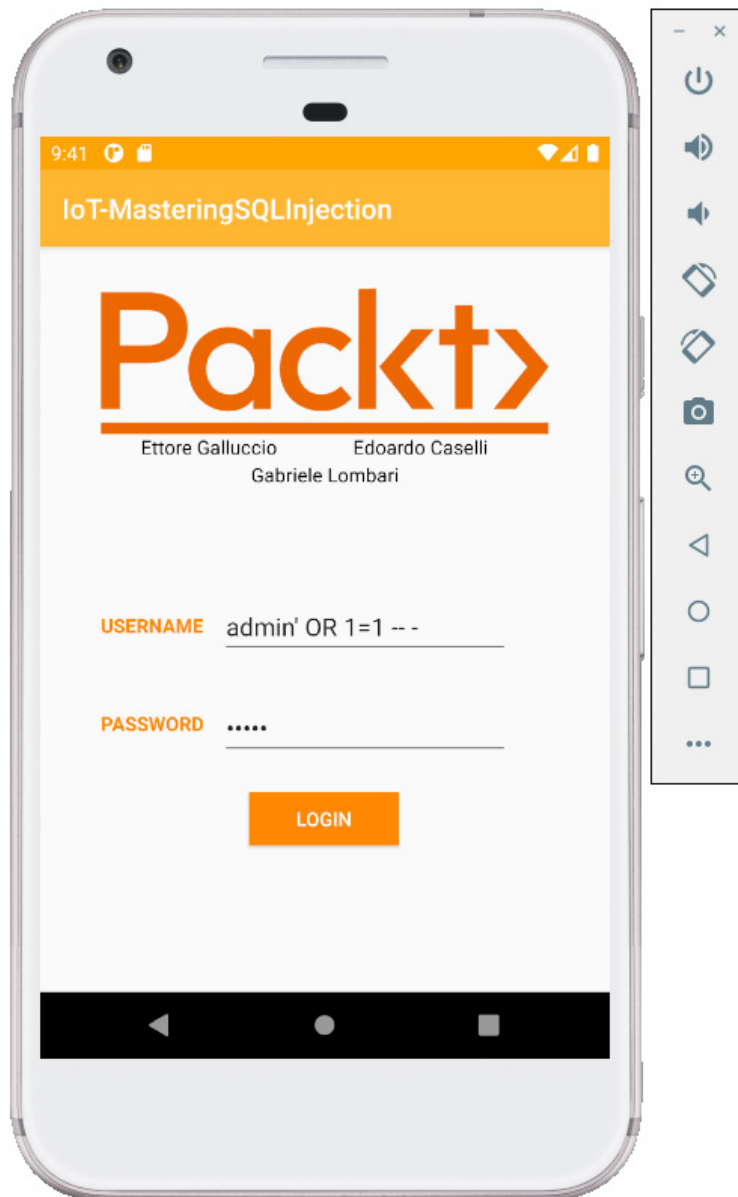 9:41
IoT-MasteringSQLInjection
Packt>
Ettore Galluccio Edoardo Caselli
Gabriele Lombari
USERNAME admin' OR 1=1 -- -
PASSWORD •••••
LOGIN